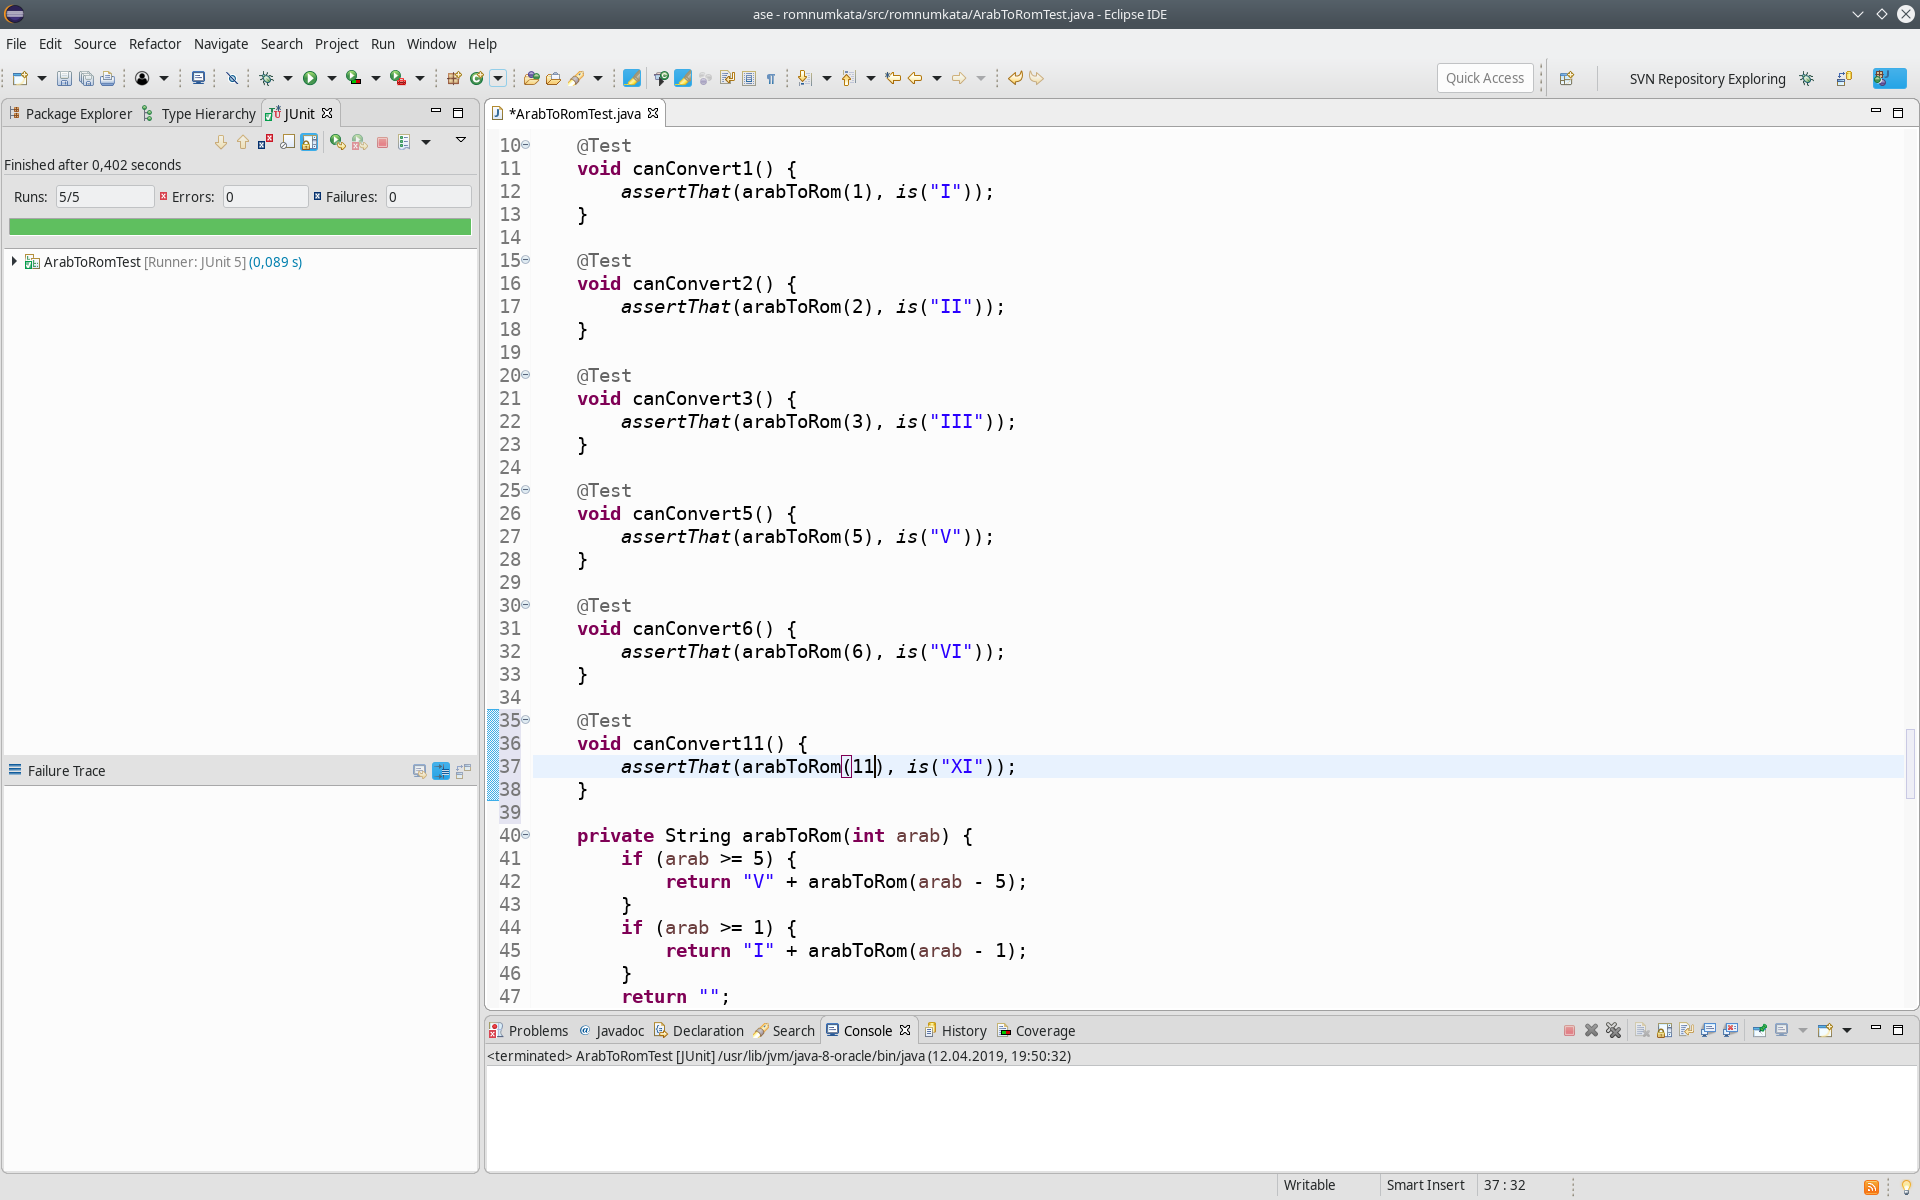 ase - romnumkata/src/romnumkata/ArabToRomTest.java - Eclipse IDE
File Edit Source Refactor Navigate Search Project Run Window Help
Quick Access
SVN Repository Exploring
Package Explorer Type Hierarchy JUnit
Finished after 0,402 seconds
Runs: 5/5 Errors: 0 Failures: 0
ArabToRomTest [Runner: JUnit 5] (0,089 s)
Failure Trace
*ArabToRomTest.java
10 @Test
11 void canConvert1() {
12 assertThat(arabToRom(1), is("I"));
13 }
14
15 @Test
16 void canConvert2() {
17 assertThat(arabToRom(2), is("II"));
18 }
19
20 @Test
21 void canConvert3() {
22 assertThat(arabToRom(3), is("III"));
23 }
24
25 @Test
26 void canConvert5() {
27 assertThat(arabToRom(5), is("V"));
28 }
29
30 @Test
31 void canConvert6() {
32 assertThat(arabToRom(6), is("VI"));
33 }
34
35 @Test
36 void canConvert11() {
37 assertThat(arabToRom(11), is("XI"));
38 }
39
40 private String arabToRom(int arab) {
41 if (arab >= 5) {
42 return "V" + arabToRom(arab - 5);
43 }
44 if (arab >= 1) {
45 return "I" + arabToRom(arab - 1);
46 }
47 return "";
Problems @ Javadoc Declaration Search Console History Coverage
<terminated> ArabToRomTest [JUnit] /usr/lib/jvm/java-8-oracle/bin/java (12.04.2019, 19:50:32)
Writable Smart Insert 37 : 32